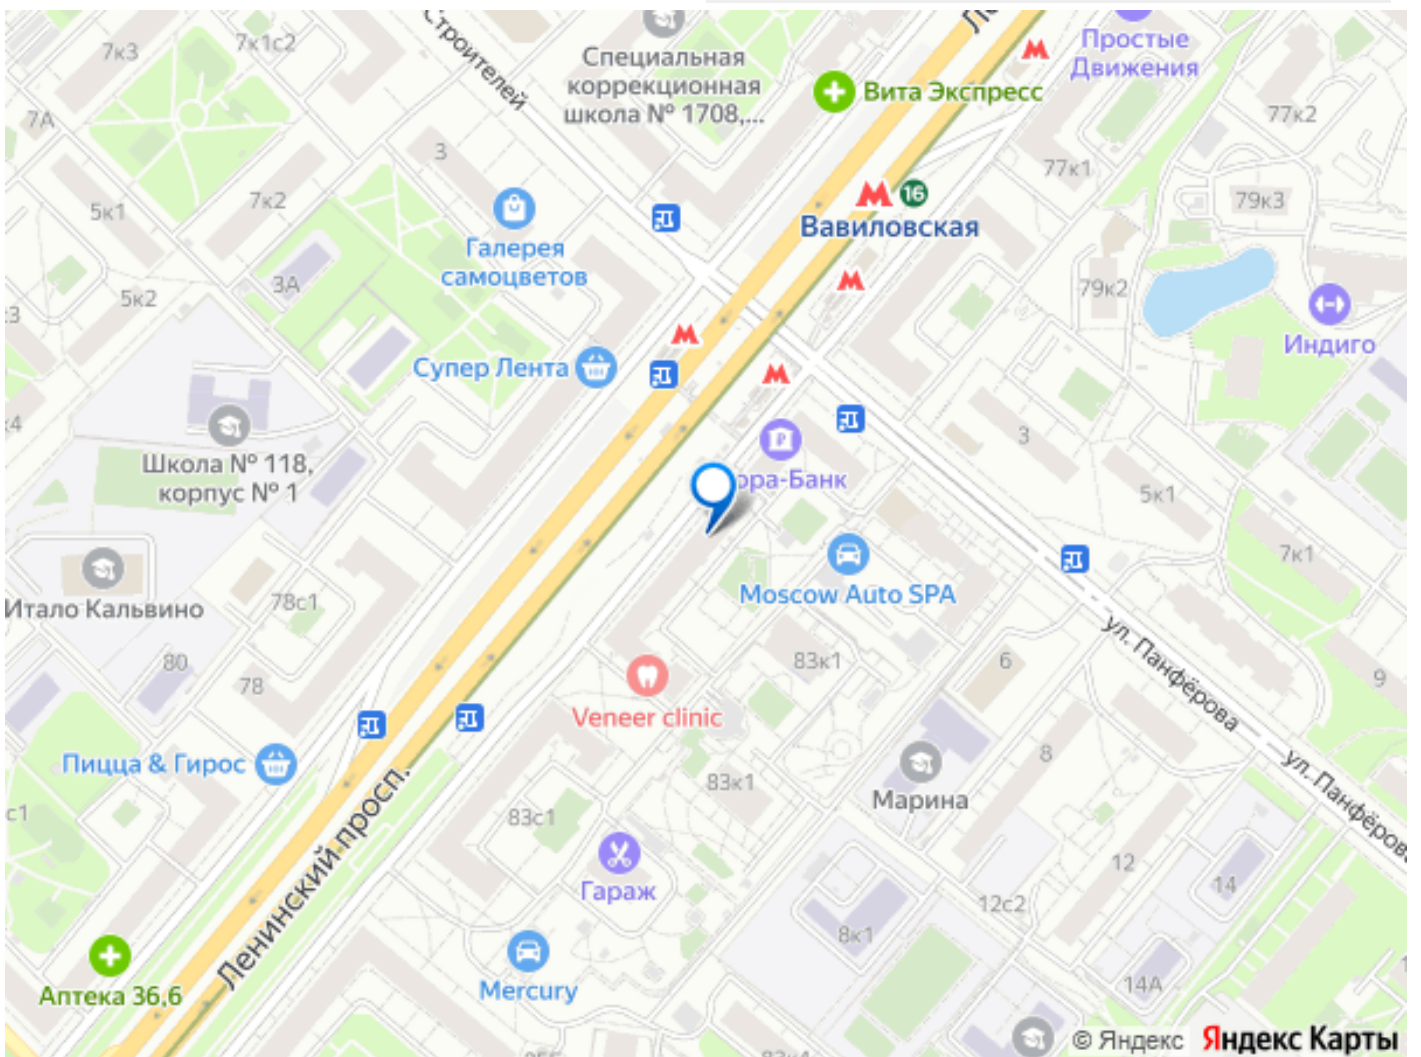 Строителей
7к3
7к1с2
Специальная
коррекционная
школа № 1708,...
Простые
Движения
Вита Экспресс
7А
3
77к2
77к1
16
Вавиловская
79к3
5к1
7к2
Галерея
самоцветов
3А
5к2
79к2
Индиго
Супер Лента
3
Школа № 118,
корпус № 1
5к1
7к1
Moscow Auto SPA
Итало Кальвино
78с1
80
78
83к1
6
ул. Панфёрова
9
Veneer clinic
Пицца & Гирос
83к1
8
ул. Панфёрова
Марина
83с1
Ленинский просп.
Гараж
12
14
12с2
8к1
Аптека 36,6
Mercury
14А
© Яндекс Яндекс Карты